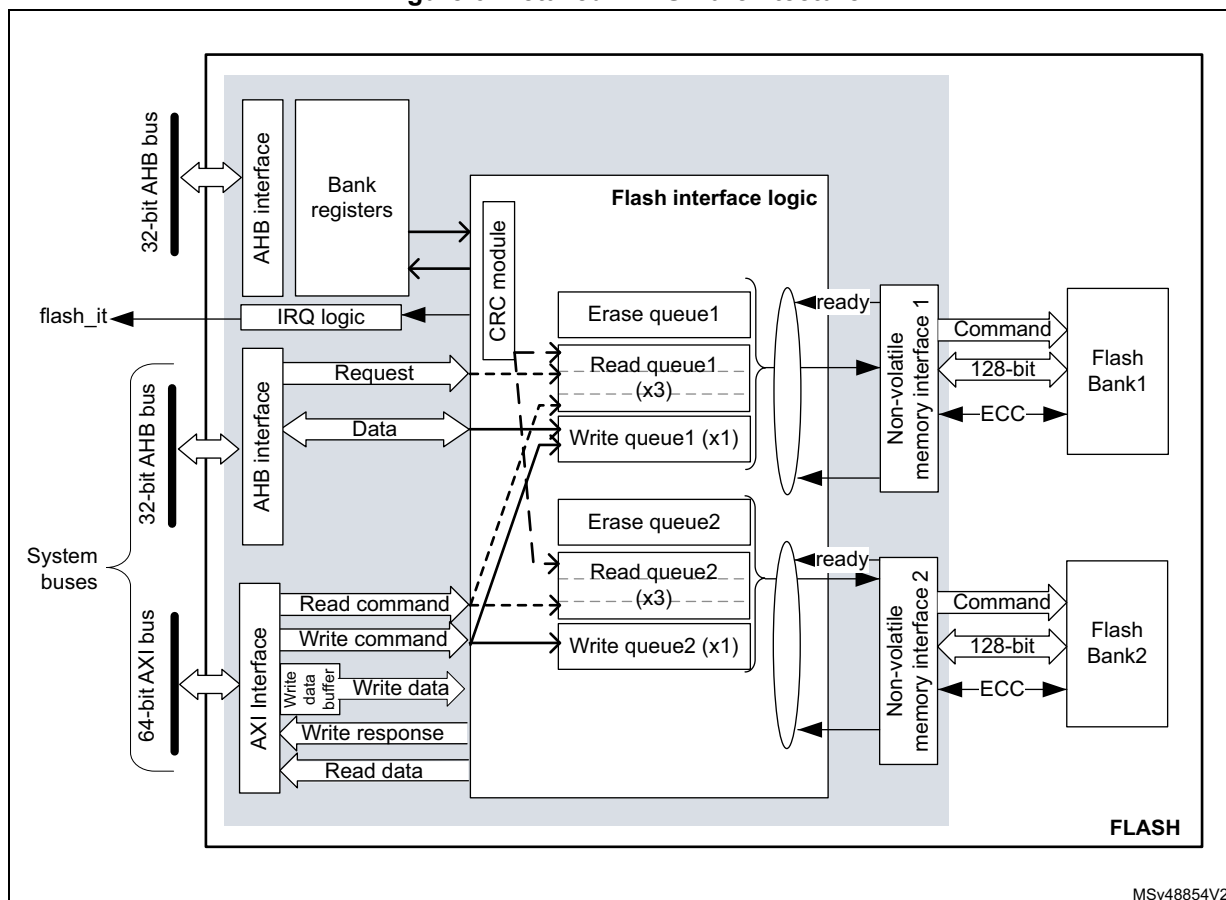 32-bit AHB bus
AHB interface
Bank
registers
flash_it
IRQ logic
CRC module
Flash interface logic
Erase queue1
Read queue1
(x3)
Write queue1 (x1)
ready
Non-volatile
memory interface 1
Command
128-bit
ECC
Flash
Bank1
System
buses
32-bit AHB bus
AHB interface
Request
Data
Erase queue2
Read queue2
(x3)
Write queue2 (x1)
ready
Non-volatile
memory interface 2
Command
128-bit
ECC
Flash
Bank2
64-bit AXI bus
AXI Interface
Read command
Write command
Write
data
buffer
Write data
Write response
Read data
FLASH
MSv48854V2